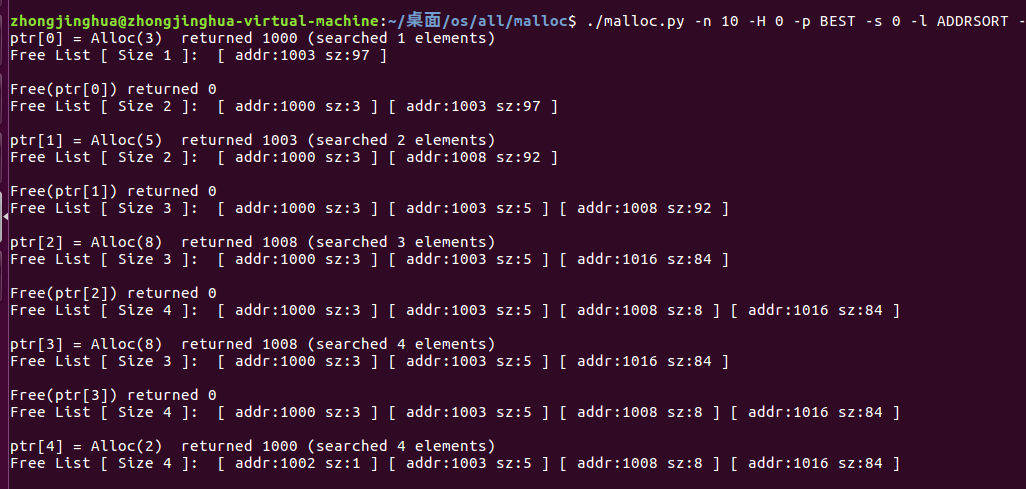 zhongjinghua@zhongjinghua-virtual-machine:~/桌面/os/all/malloc$ ./malloc.py -n 10 -H 0 -p BEST -s 0 -l ADDRSORT -
ptr[0] = Alloc(3)  returned 1000 (searched 1 elements)
Free List [ Size 1 ]:  [ addr:1003 sz:97 ]
Free(ptr[0]) returned 0
Free List [ Size 2 ]:  [ addr:1000 sz:3 ] [ addr:1003 sz:97 ]
ptr[1] = Alloc(5)  returned 1003 (searched 2 elements)
Free List [ Size 2 ]:  [ addr:1000 sz:3 ] [ addr:1008 sz:92 ]
Free(ptr[1]) returned 0
Free List [ Size 3 ]:  [ addr:1000 sz:3 ] [ addr:1003 sz:5 ] [ addr:1008 sz:92 ]
ptr[2] = Alloc(8)  returned 1008 (searched 3 elements)
Free List [ Size 3 ]:  [ addr:1000 sz:3 ] [ addr:1003 sz:5 ] [ addr:1016 sz:84 ]
Free(ptr[2]) returned 0
Free List [ Size 4 ]:  [ addr:1000 sz:3 ] [ addr:1003 sz:5 ] [ addr:1008 sz:8 ] [ addr:1016 sz:84 ]
ptr[3] = Alloc(8)  returned 1008 (searched 4 elements)
Free List [ Size 3 ]:  [ addr:1000 sz:3 ] [ addr:1003 sz:5 ] [ addr:1016 sz:84 ]
Free(ptr[3]) returned 0
Free List [ Size 4 ]:  [ addr:1000 sz:3 ] [ addr:1003 sz:5 ] [ addr:1008 sz:8 ] [ addr:1016 sz:84 ]
ptr[4] = Alloc(2)  returned 1000 (searched 4 elements)
Free List [ Size 4 ]:  [ addr:1002 sz:1 ] [ addr:1003 sz:5 ] [ addr:1008 sz:8 ] [ addr:1016 sz:84 ]